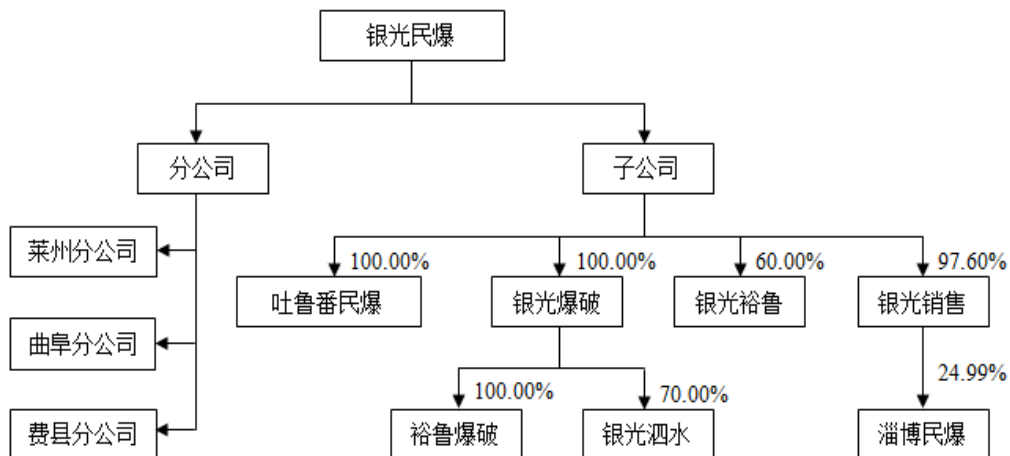 银光民爆
分公司
子公司
莱州分公司
曲阜分公司
费县分公司
100.00%
100.00%
60.00%
97.60%
吐鲁番民爆
银光爆破
银光裕鲁
银光销售
100.00%
70.00%
24.99%
裕鲁爆破
银光泗水
淄博民爆